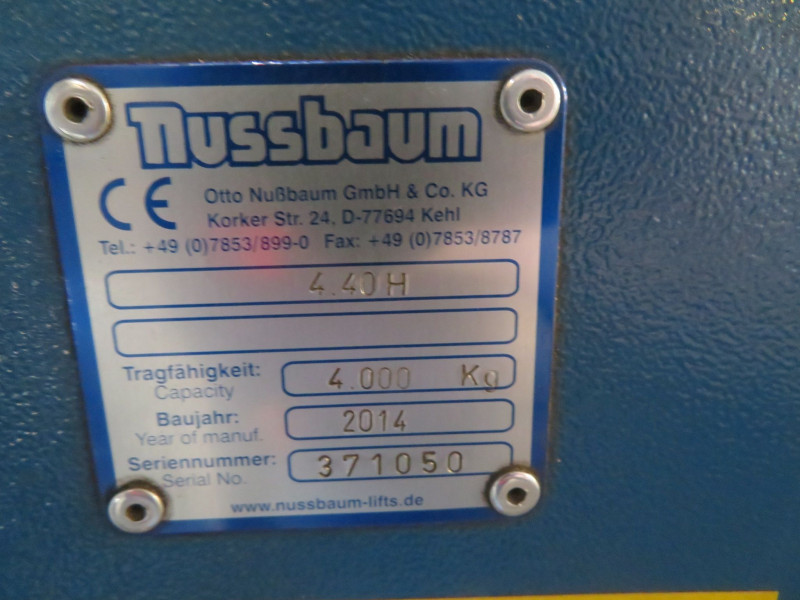 nussbaum
CE
Otto Nußbaum GmbH & Co. KG
Korker Str. 24, D-77694 Kehl
Tel.: +49 (0)7853/899-0 Fax: +49 (0)7853/8787
4.40 H
Tragfähigkeit: 4.000 Kg
Capacity
Baujahr: 2014
Year of manuf.
Seriennummer: 371050
Serial No.
www.nussbaum-lifts.de